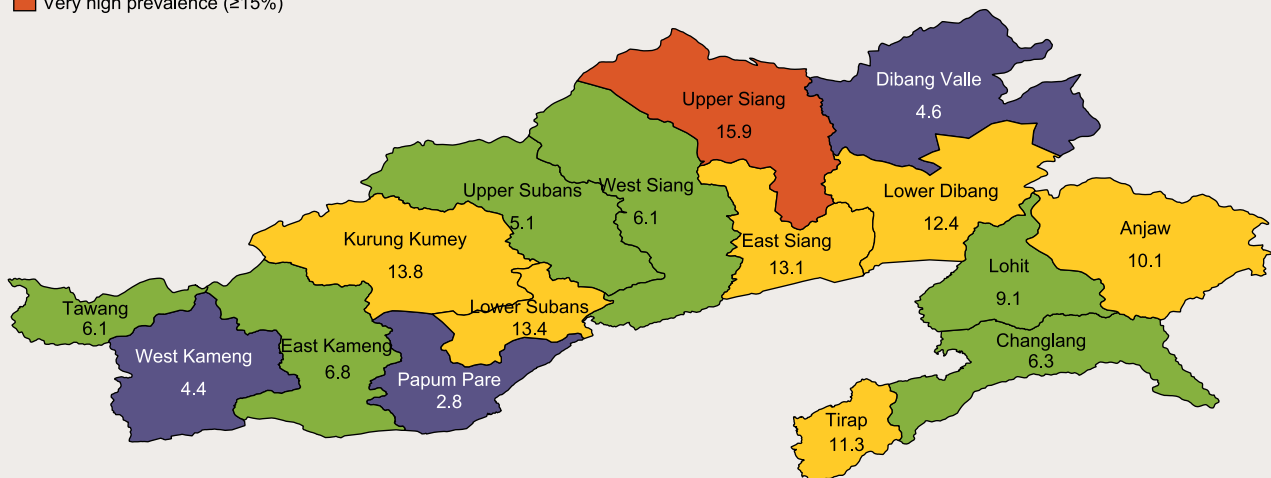 Very high prevalence (≥15%)
Dibang Valle
4.6
Upper Siang
15.9
Upper Subans
5.1
West Siang
6.1
Lower Dibang
12.4
Kurung Kumey
13.8
East Siang
13.1
Anjaw
10.1
Lohit
9.1
Tawang
6.1
Lower Subans
13.4
West Kameng
4.4
East Kameng
6.8
Papum Pare
2.8
Changlang
6.3
Tirap
11.3